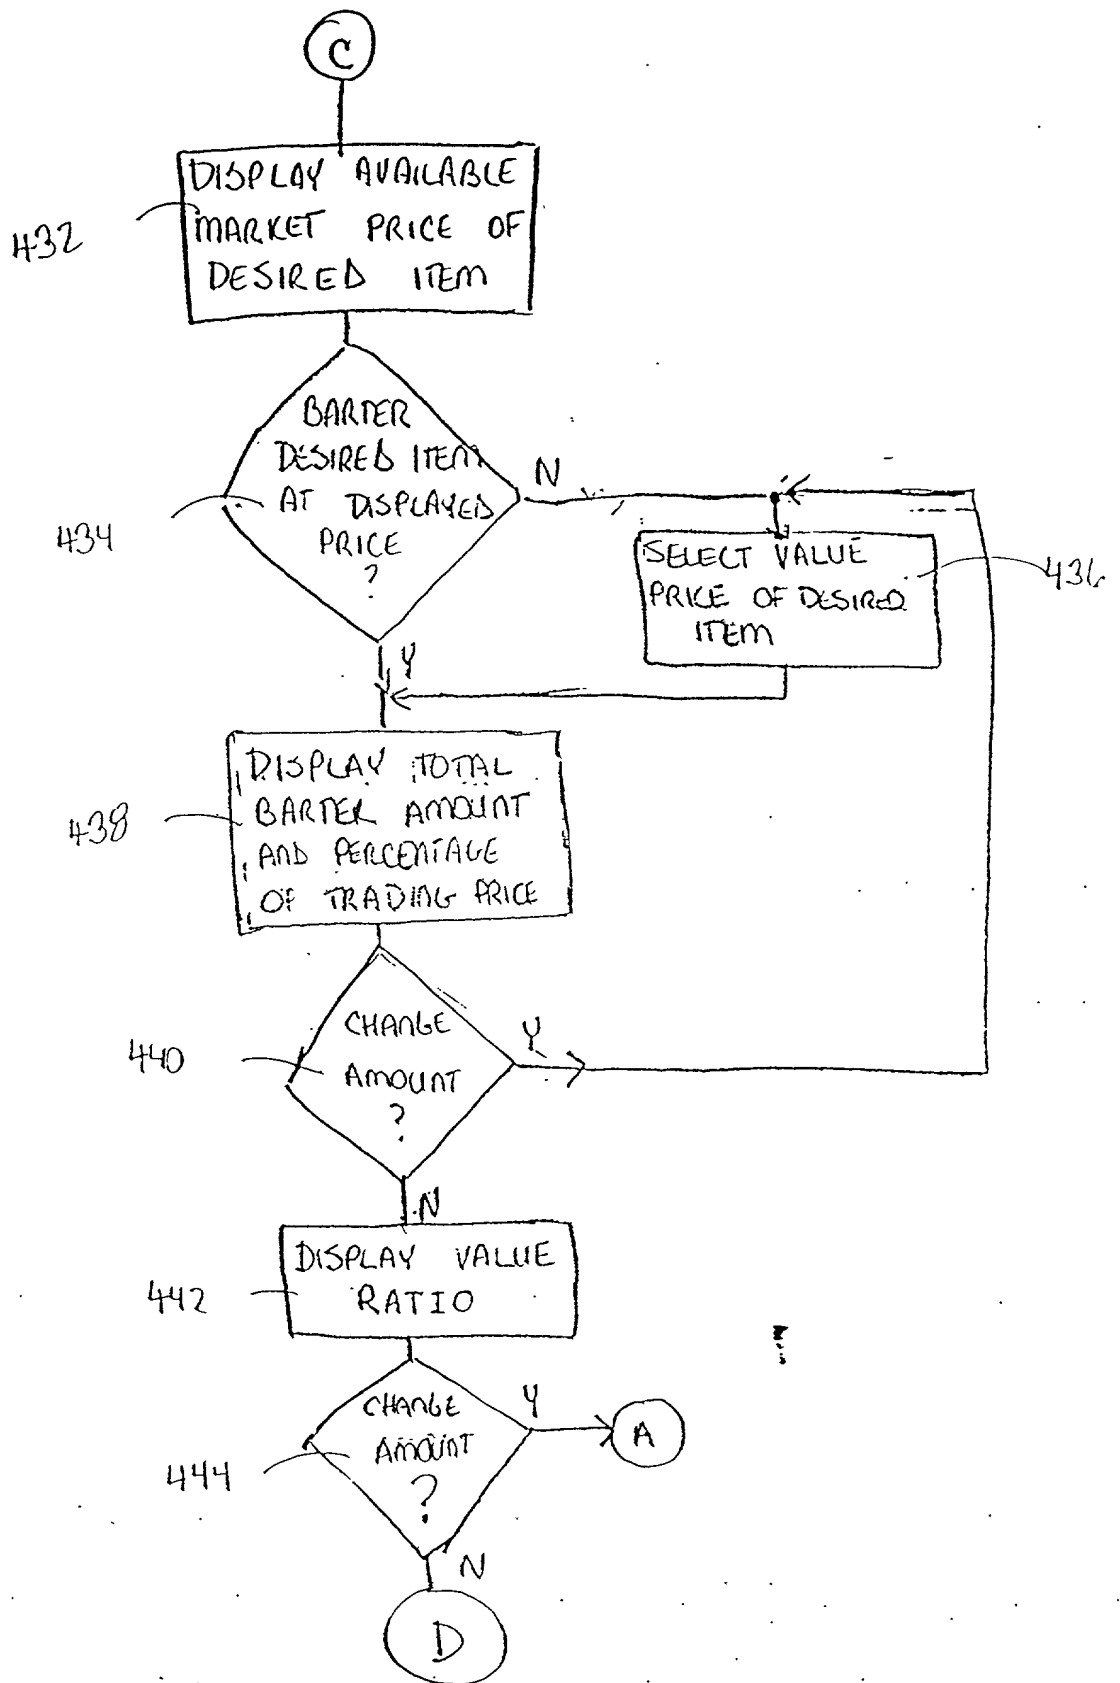 C
DISPLAY AVAILABLE
MARKET PRICE OF
DESIRED ITEM
432
BARTER
DESIRED ITEM
AT DISPLAYED
PRICE
?
434
N
SELECT VALUE
PRICE OF DESIRED
ITEM
436
Y
DISPLAY TOTAL
BARTER AMOUNT
AND PERCENTAGE
OF TRADING PRICE
438
CHANGE
AMOUNT
?
440
Y
N
DISPLAY VALUE
RATIO
442
CHANGE
AMOUNT
?
444
Y
A
N
D